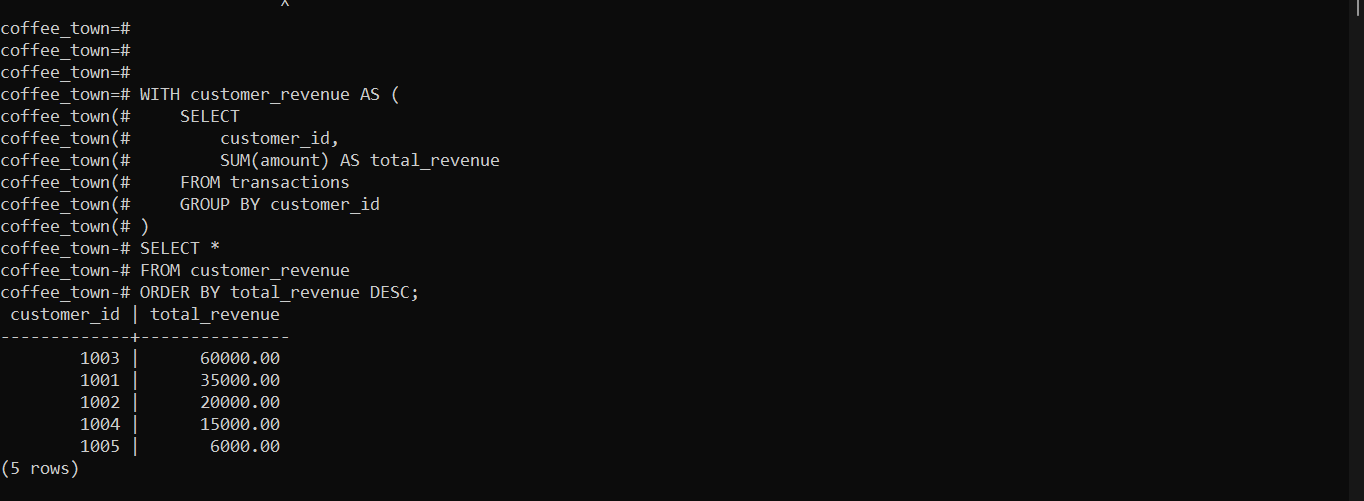 ^
coffee_town=#
coffee_town=#
coffee_town=#
coffee_town=# WITH customer_revenue AS (
coffee_town(#     SELECT
coffee_town(#         customer_id,
coffee_town(#         SUM(amount) AS total_revenue
coffee_town(#     FROM transactions
coffee_town(#     GROUP BY customer_id
coffee_town(# )
coffee_town-# SELECT *
coffee_town-# FROM customer_revenue
coffee_town-# ORDER BY total_revenue DESC;
 customer_id | total_revenue
-------------+---------------
        1003 |      60000.00
        1001 |      35000.00
        1002 |      20000.00
        1004 |      15000.00
        1005 |       6000.00
(5 rows)